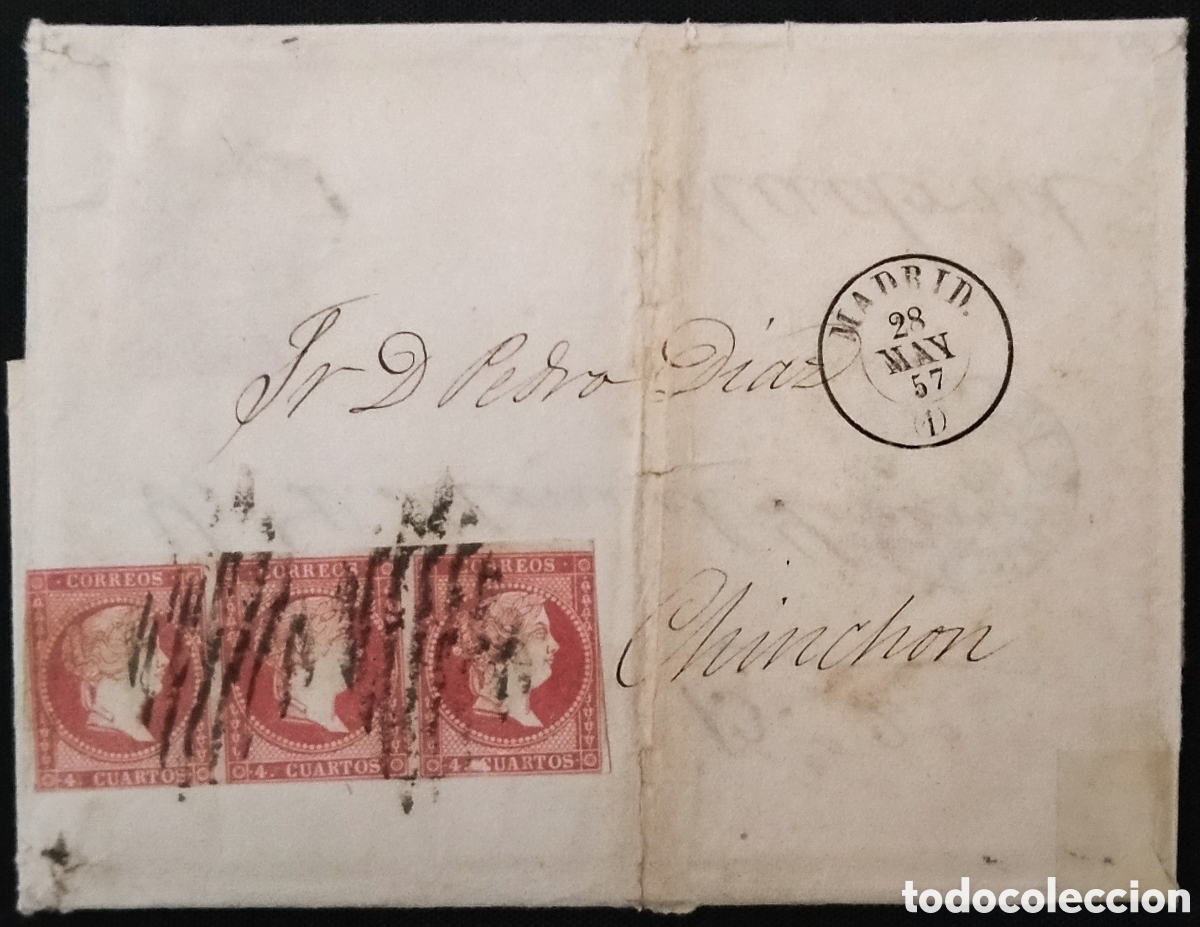 MADRID.
28
MAY
57
(1)
Sr D Pedro Diaz
Chinchon
CORREOS
CORREOS
CORREOS
4. CUARTOS
4. CUARTOS
4. CUARTOS
todocoleccion